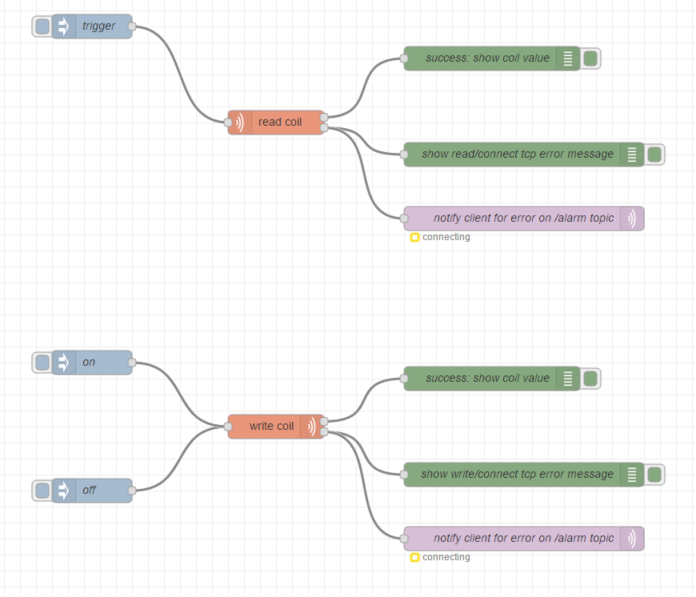 trigger
success: show coil value
read coil
show read/connect tcp error message
notify client for error on /alarm topic
connecting
on
success: show coil value
write coil
show write/connect tcp error message
off
notify client for error on /alarm topic
connecting